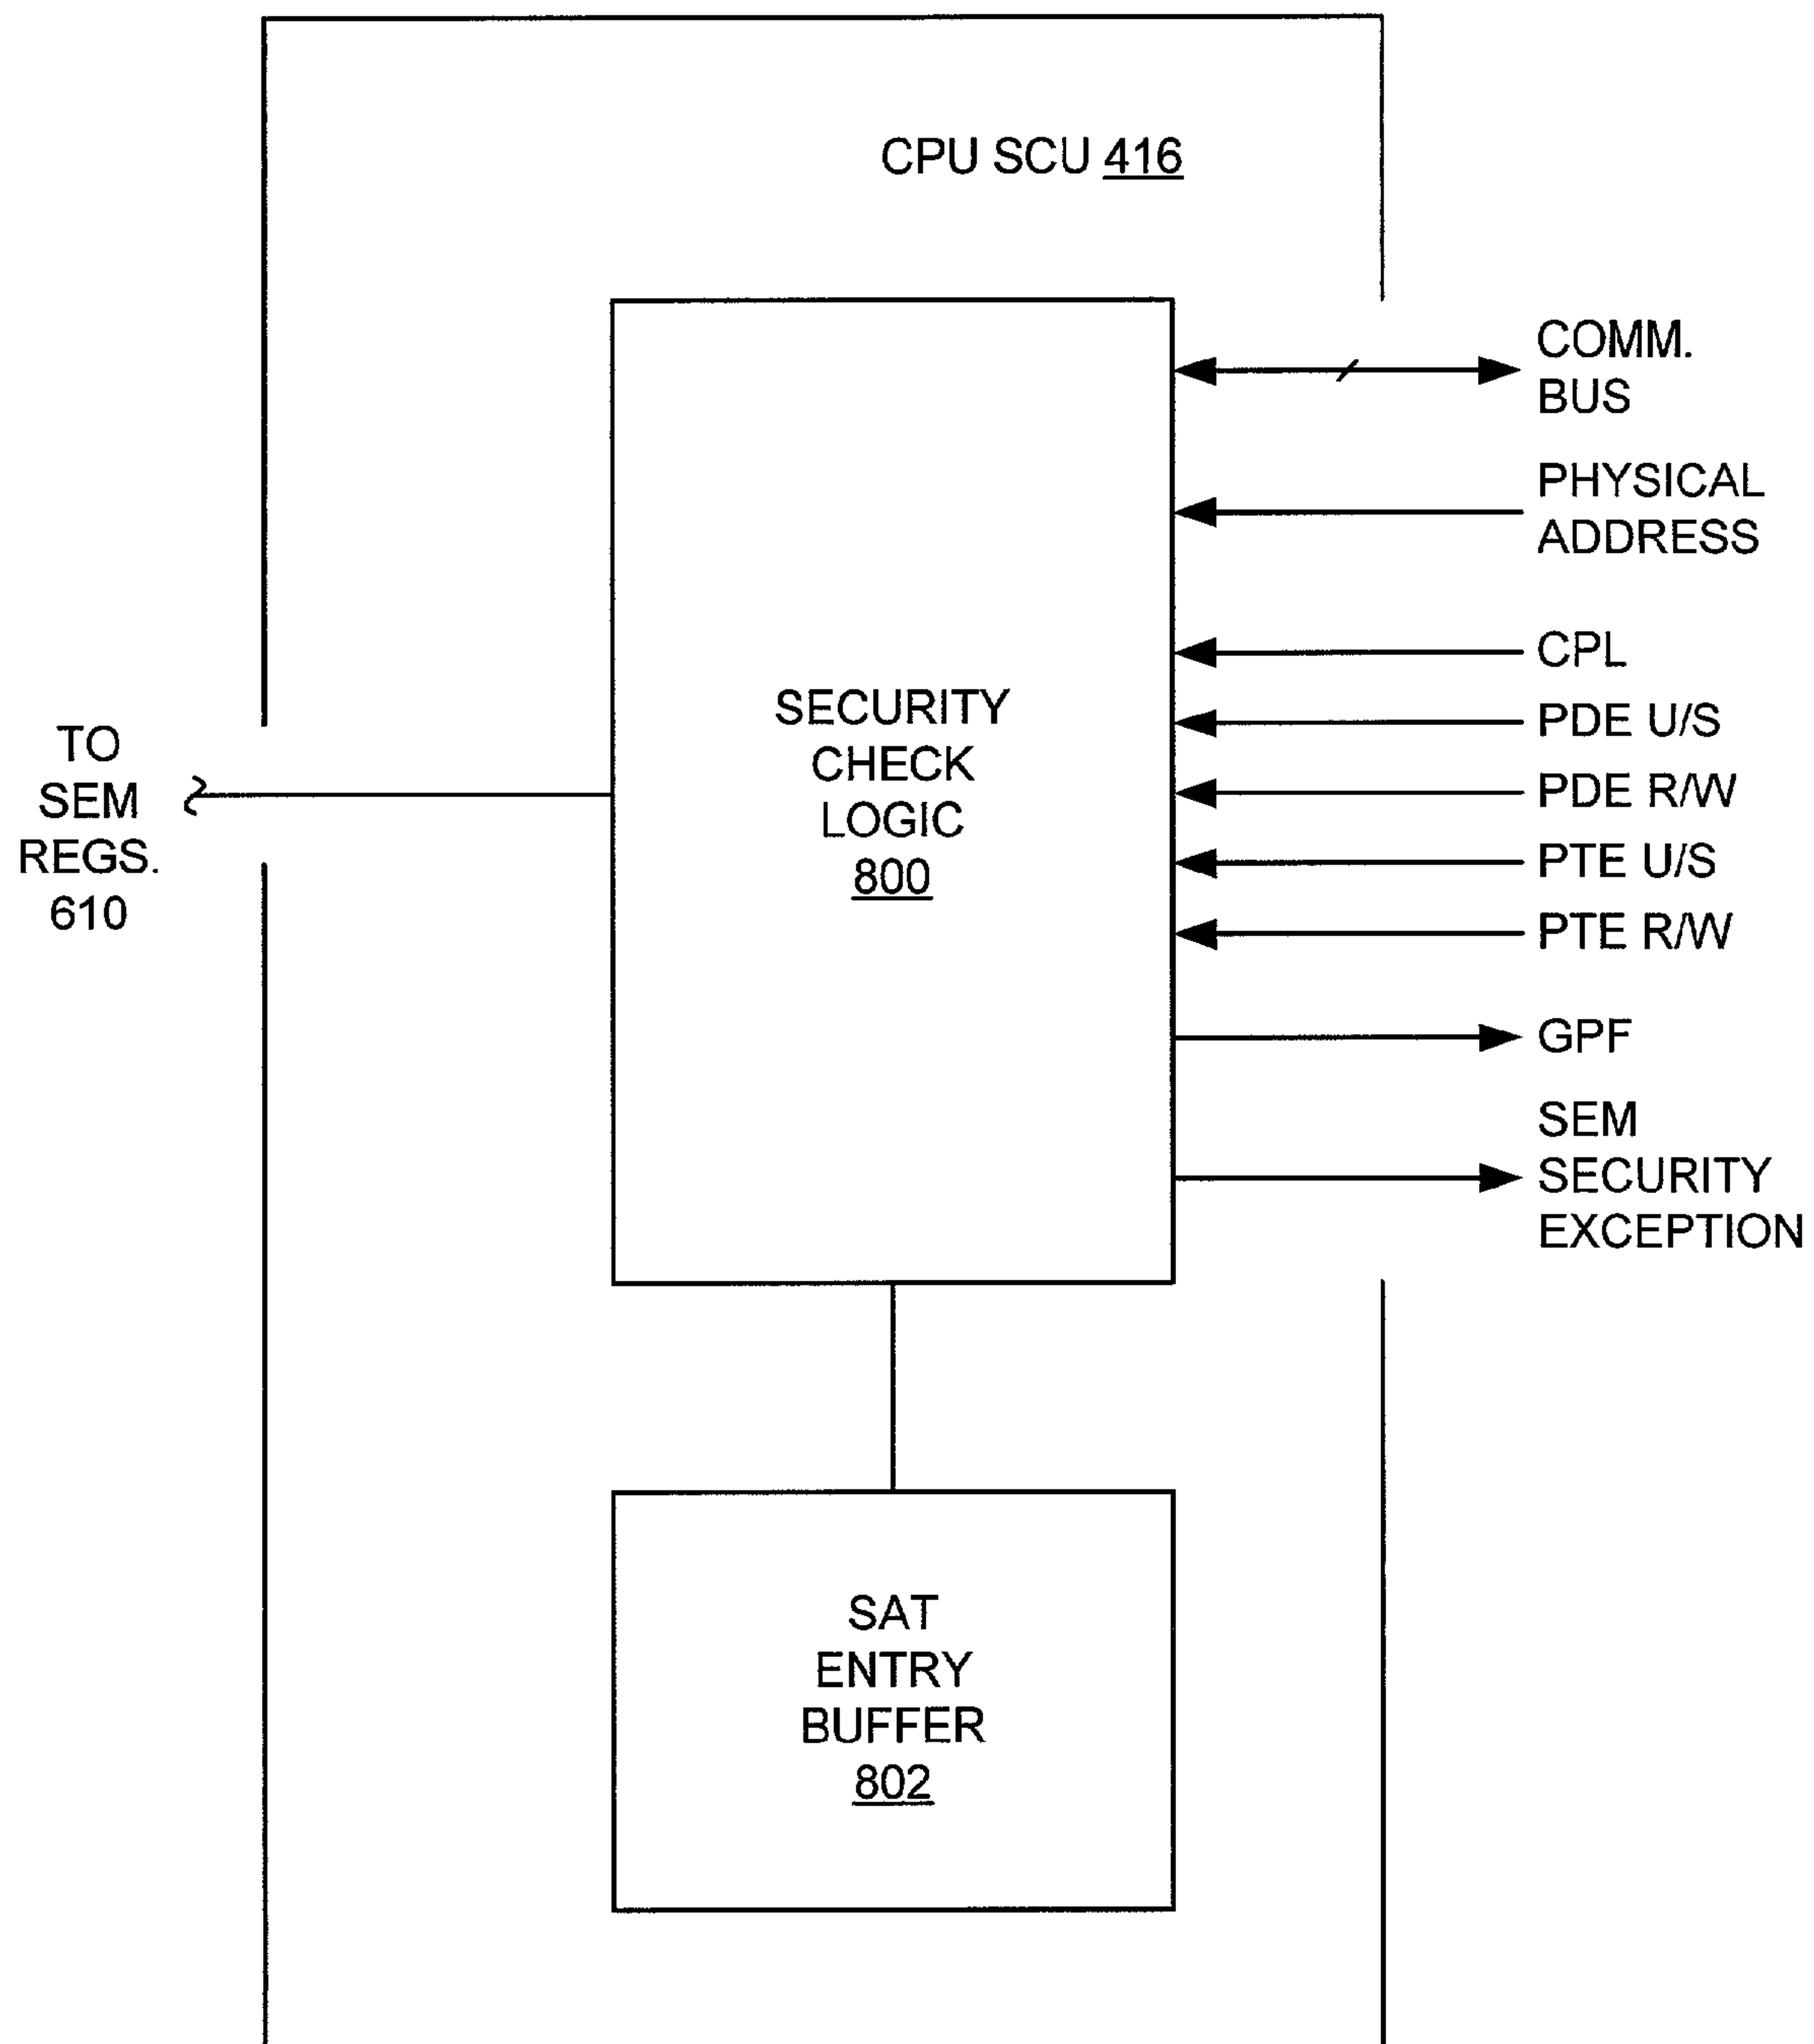 CPU SCU 416
COMM.
BUS
PHYSICAL
ADDRESS
CPL
PDE U/S
PDE R/W
PTE U/S
PTE R/W
GPF
SEM
SECURITY
EXCEPTION
SECURITY
CHECK
LOGIC
800
TO
SEM
REGS.
610
SAT
ENTRY
BUFFER
802